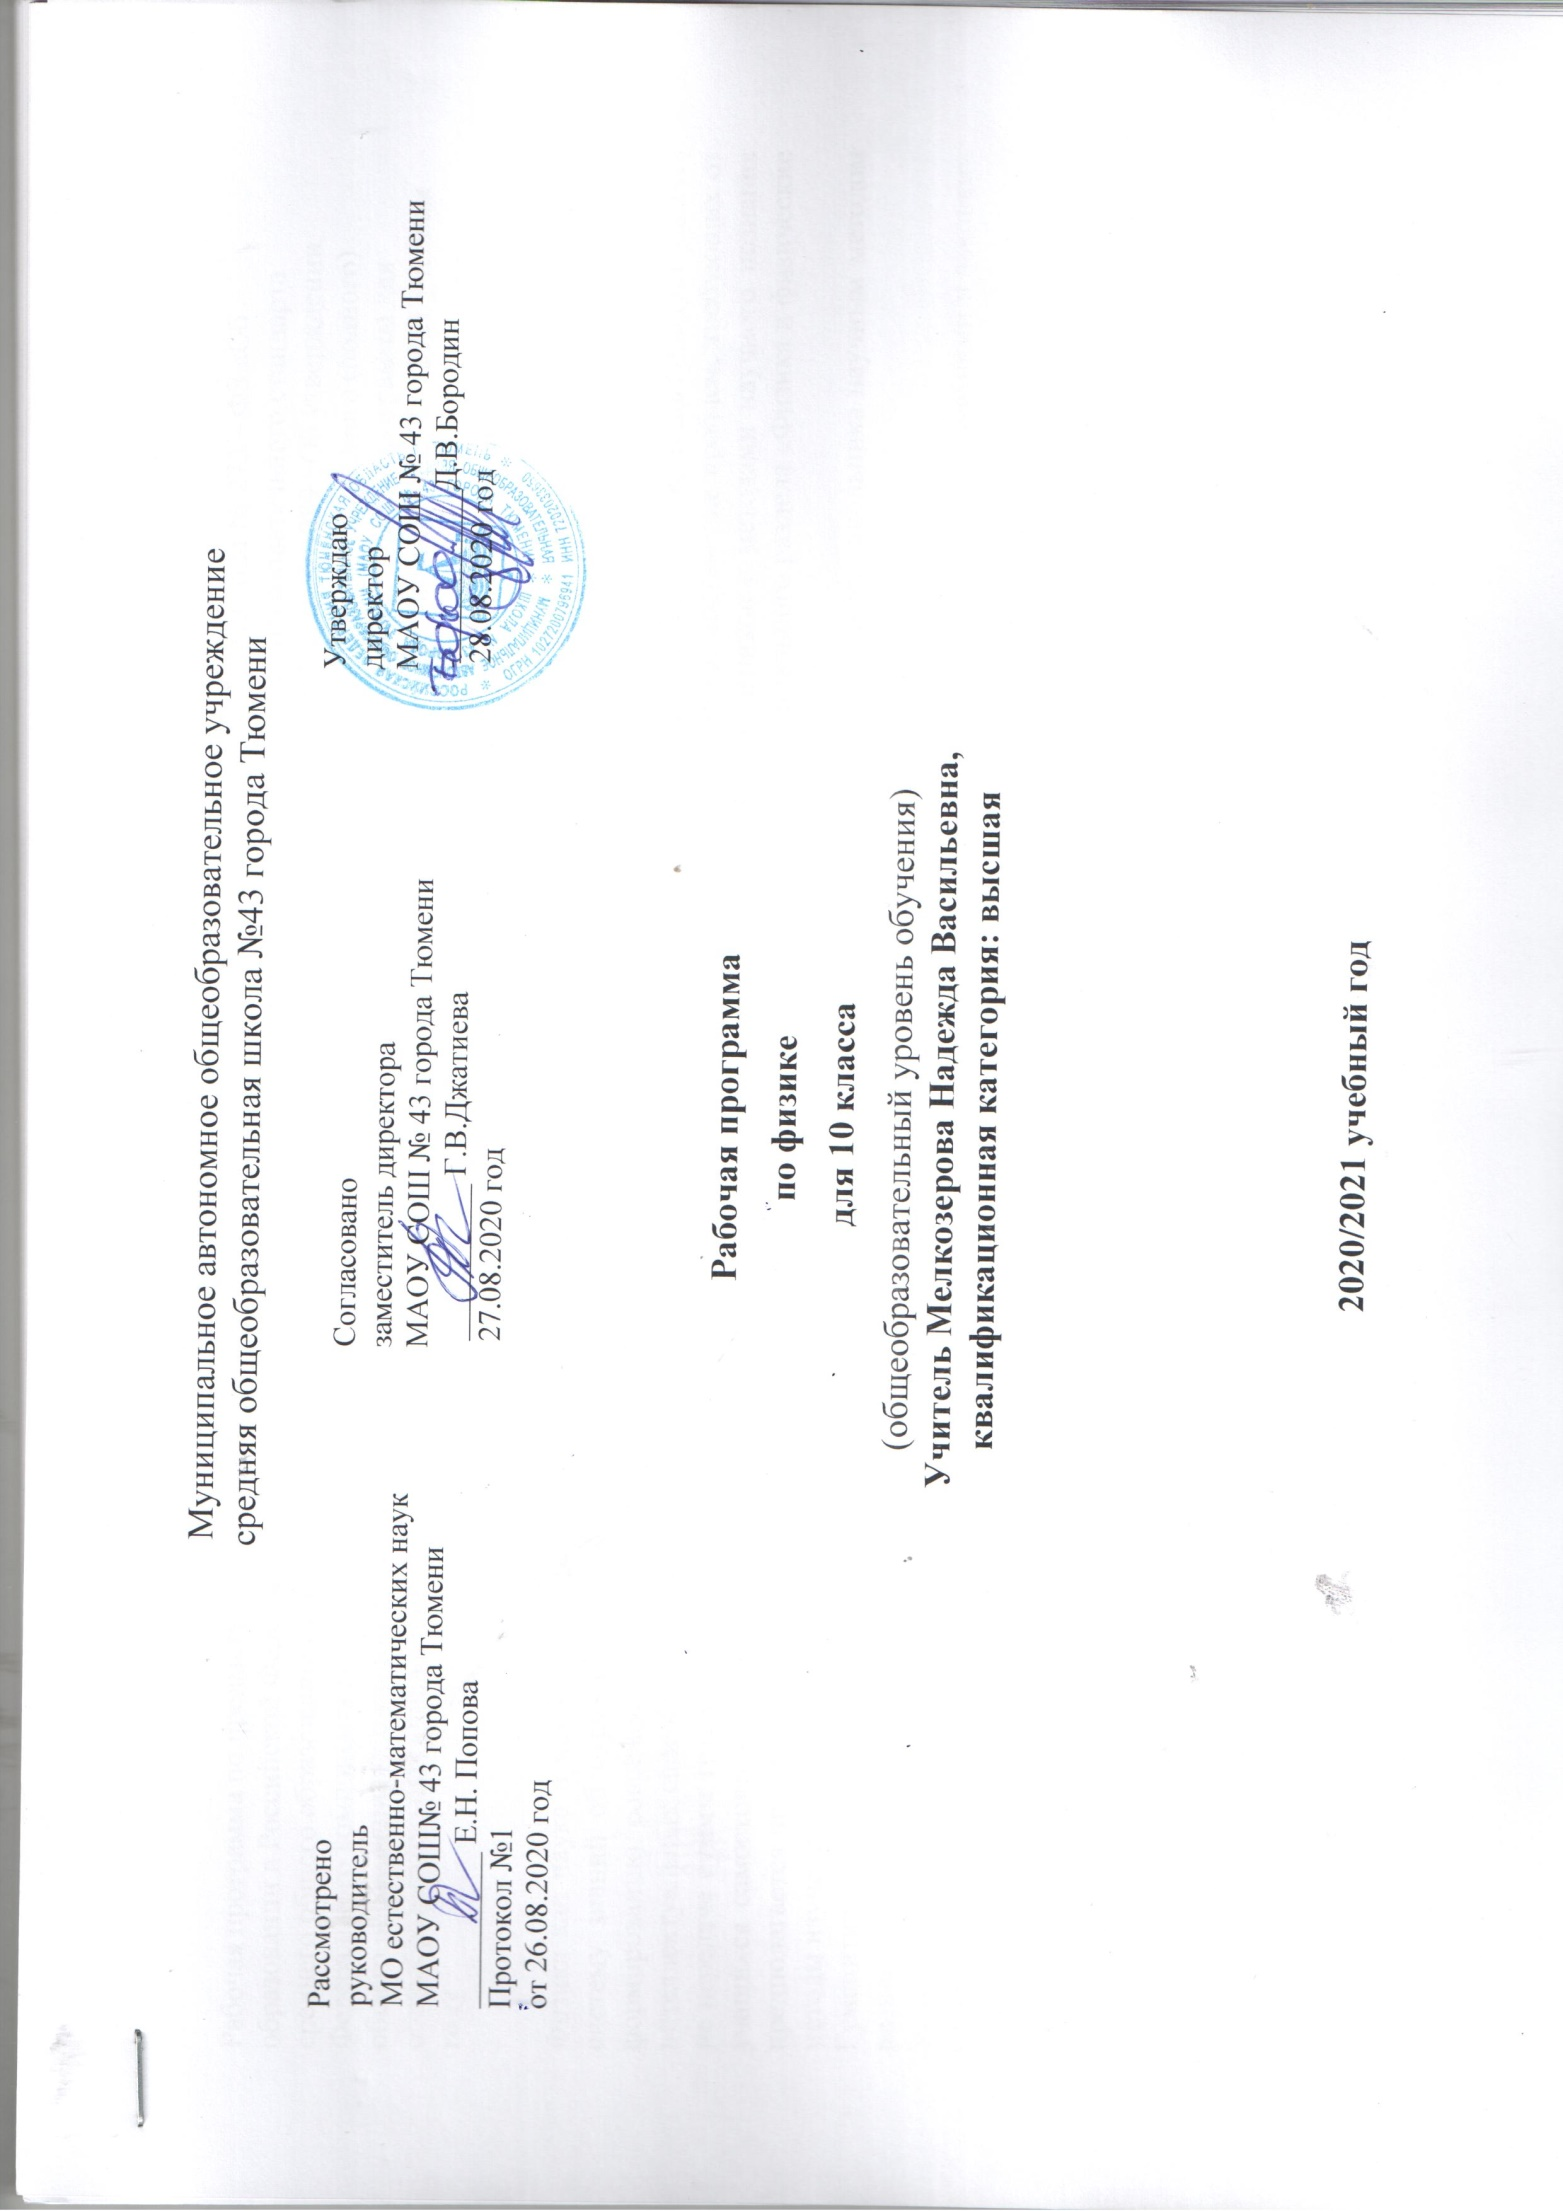 Муниципальное автономное общеобразовательное учреждение
средняя общеобразовательная школа №43 города Тюмени
Рассмотрено
руководитель
МО естественно-математических наук
МАОУ СОШ№ 43 города Тюмени
Е.Н. Попова
Протокол №1
от 26.08.2020 год
Согласовано
заместитель директора
МАОУ СОШ № 43 города Тюмени
Г.В.Джатиева
27.08.2020 год
Утверждаю
директор
МАОУ СОШ № 43 города Тюмени
Д.В.Бородин
28.08.2020 год
ОГРН 1027200795941 ИНН
Рабочая программа
по физике
для 10 класса
(общеобразовательный уровень обучения)
Учитель Мелкозерова Надежда Васильевна,
квалификационная категория: высшая
2020/2021 учебный год